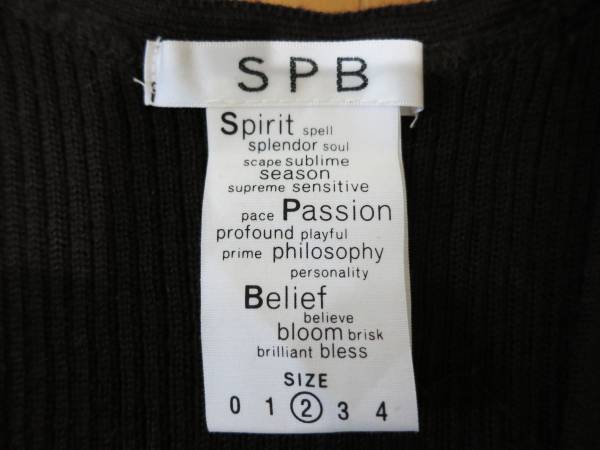 SPB
Spirit spell
splendor soul
scape sublime
season
supreme sensitive
pace Passion
profound playful
prime philosophy
personality
Belief
believe
bloom brisk
brilliant bless
SIZE
0 1 2 3 4